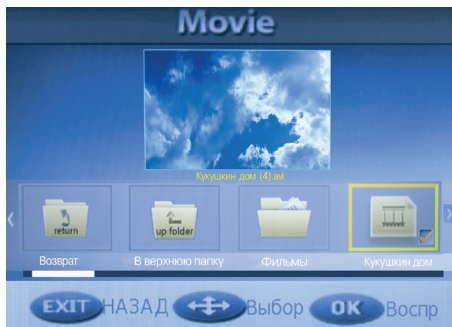 Movie
Кукушкин дом (4).avi
return
up folder
Возврат
В верхнюю папку
Фильмы
Кукушкин дом
EXIT НАЗАД Выбор OK Воспр